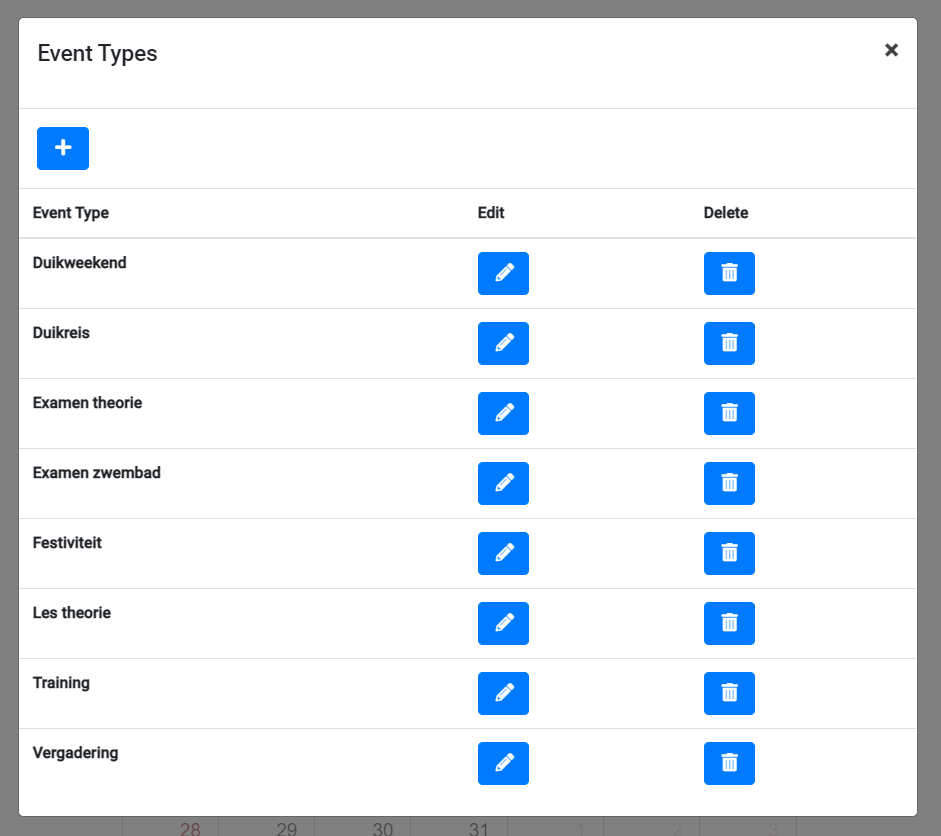 Event Types
Event Type Edit Delete
Duikweekend
Duikreis
Examen theorie
Examen zwembad
Festiviteit
Les theorie
Training
Vergadering
28 29 30 31 1 2 3